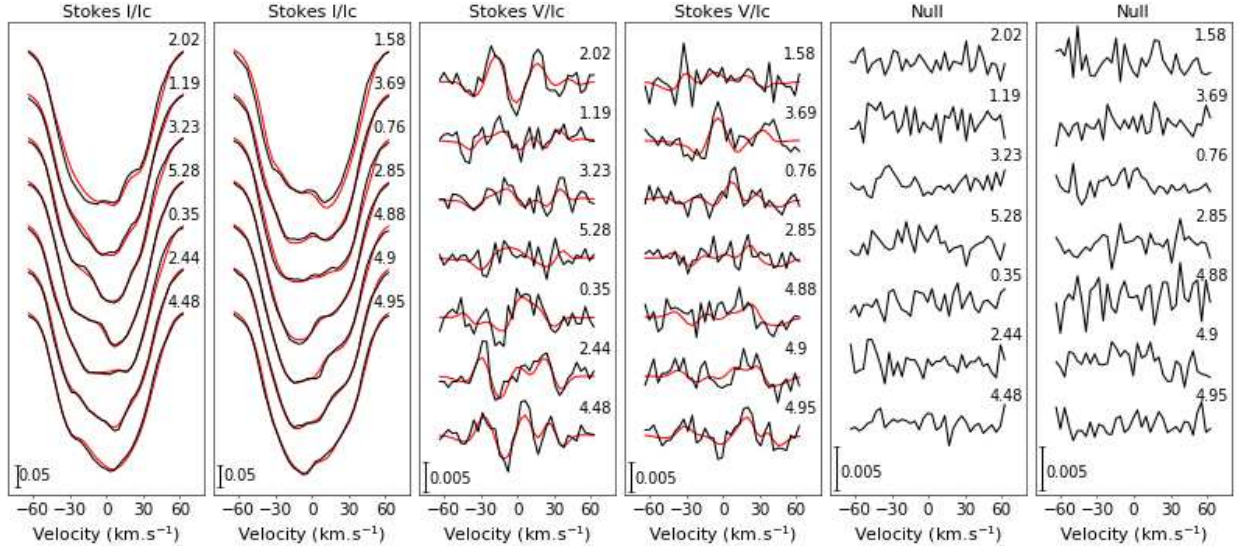 Stokes I/Ic Stokes I/Ic Stokes V/Ic Stokes V/Ic Null Null
2.02 1.58 2.02 1.58 2.02 1.58
1.19 3.69 1.19 3.69 1.19 3.69
3.23 0.76 3.23 0.76 3.23 0.76
5.28 2.85 5.28 2.85 5.28 2.85
0.35 4.88 0.35 4.88 0.35 4.88
2.44 4.9 2.44 4.9 2.44 4.9
4.48 4.95 4.48 4.95 4.48 4.95
0.05 0.05 0.005 0.005 0.005 0.005
−60 −30 0 30 60 −60 −30 0 30 60 −60 −30 0 30 60 −60 −30 0 30 60 −60 −30 0 30 60 −60 −30 0 30 60
Velocity (km.s⁻¹) Velocity (km.s⁻¹) Velocity (km.s⁻¹) Velocity (km.s⁻¹) Velocity (km.s⁻¹) Velocity (km.s⁻¹)